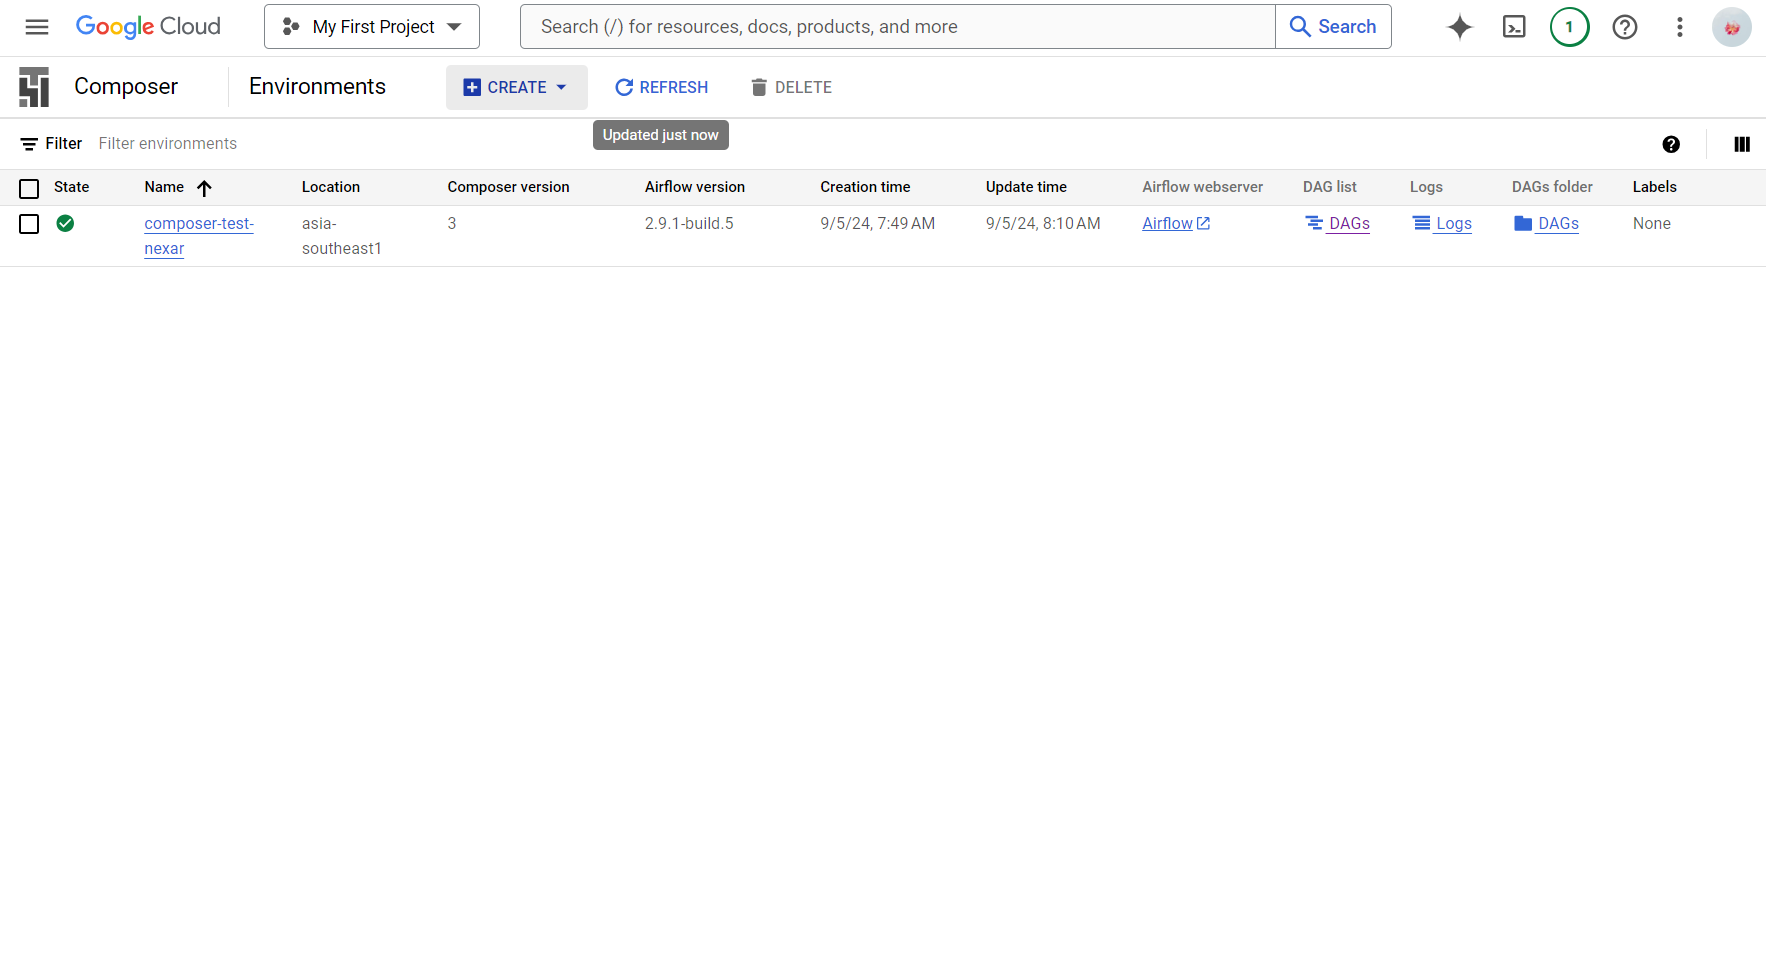 Google Cloud My First Project Search (/) for resources, docs, products, and more Search 1
Composer Environments CREATE REFRESH DELETE
Updated just now
Filter Filter environments
State Name Location Composer version Airflow version Creation time Update time Airflow webserver DAG list Logs DAGs folder Labels
composer-test-nexar asia-southeast1 3 2.9.1-build.5 9/5/24, 7:49 AM 9/5/24, 8:10 AM Airflow DAGs Logs DAGs None